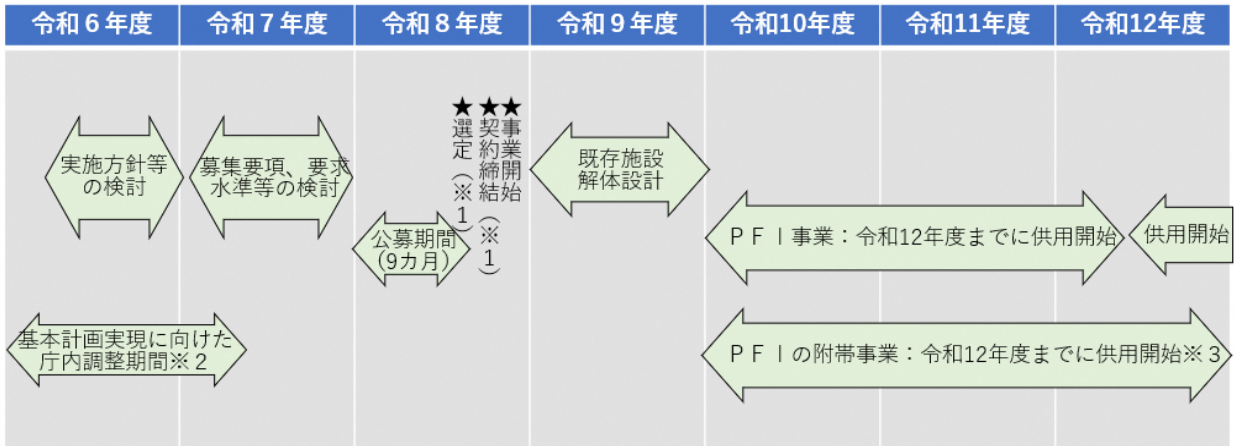 令和６年度
令和７年度
令和８年度
令和９年度
令和10年度
令和11年度
令和12年度
実施方針等
の検討
募集要項、要求
水準等の検討
公募期間
(9カ月)
★選定（※１）
★契約締結（※１）
★事業開始
既存施設
解体設計
ＰＦＩ事業：令和12年度までに供用開始
供用開始
基本計画実現に向けた
庁内調整期間※２
ＰＦＩの附帯事業：令和12年度までに供用開始※３